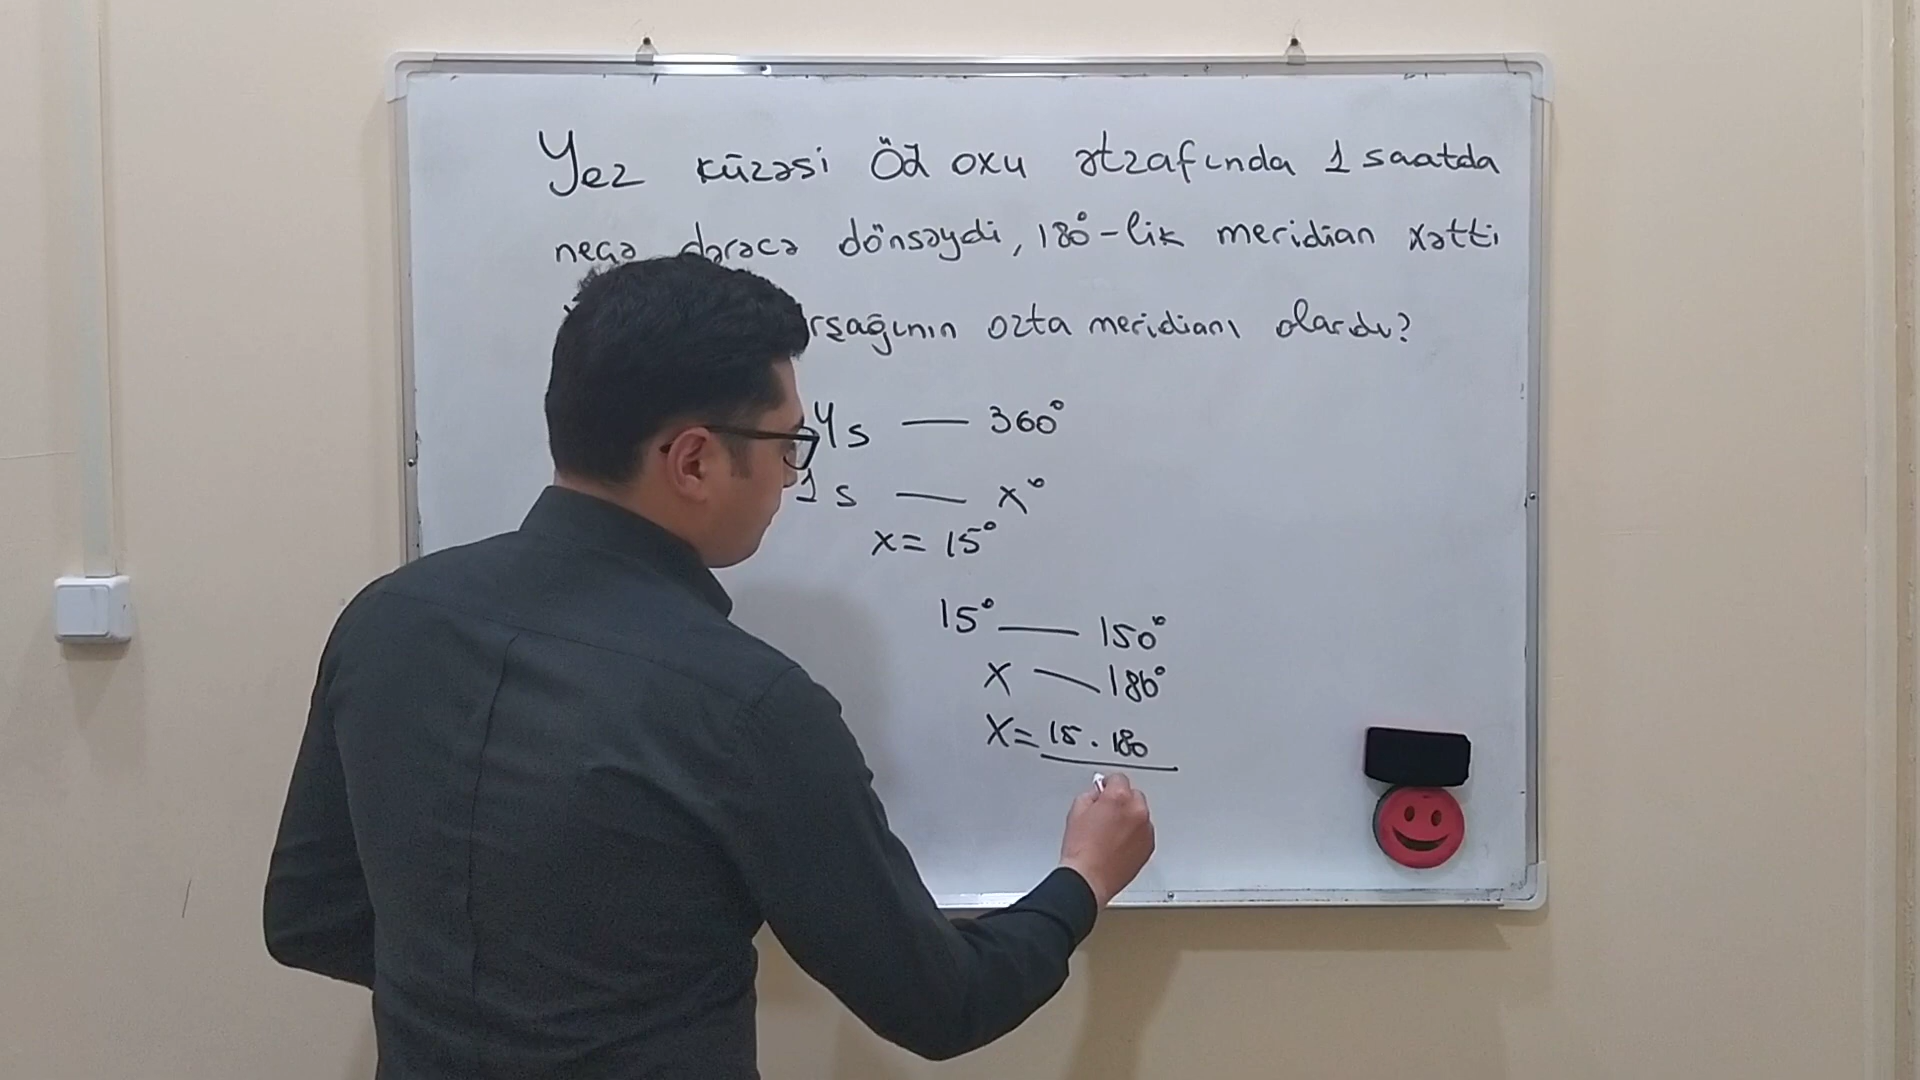 Yer kürəsi Öz oxu ətrafında 1 saatda
neçə dərəcə dönsəydi, 180°-lik meridian xətti
olardı? orta meridianı
4s — 360°
1s — x°
x = 15°
15° — 150°
x — 180°
x = 15 · 180